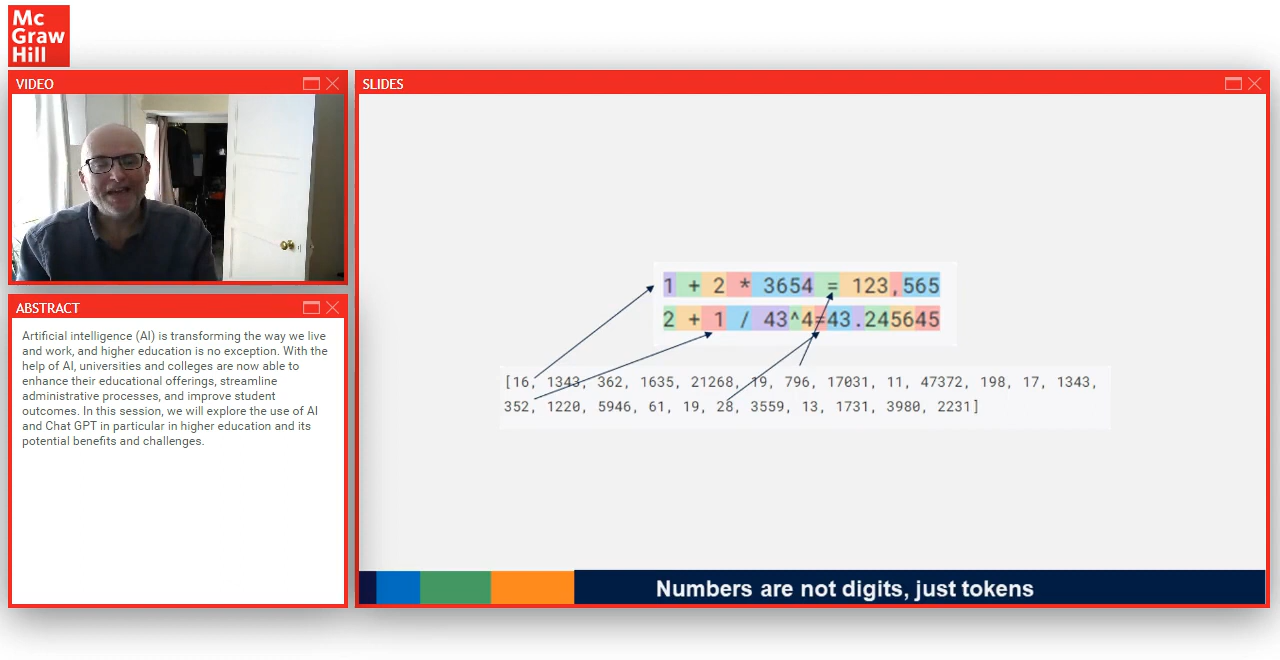 Mc
Graw
Hill
VIDEO
ABSTRACT
Artificial intelligence (AI) is transforming the way we live
and work, and higher education is no exception. With the
help of AI, universities and colleges are now able to
enhance their educational offerings, streamline
administrative processes, and improve student
outcomes. In this session, we will explore the use of AI
and Chat GPT in particular in higher education and its
potential benefits and challenges.
SLIDES
1 + 2 * 3654 = 123,565
2 + 1 / 43^4=43.245645
[16, 1343, 362, 1635, 21268, 19, 796, 17031, 11, 47372, 198, 17, 1343,
352, 1220, 5946, 61, 19, 28, 3559, 13, 1731, 3980, 2231]
Numbers are not digits, just tokens